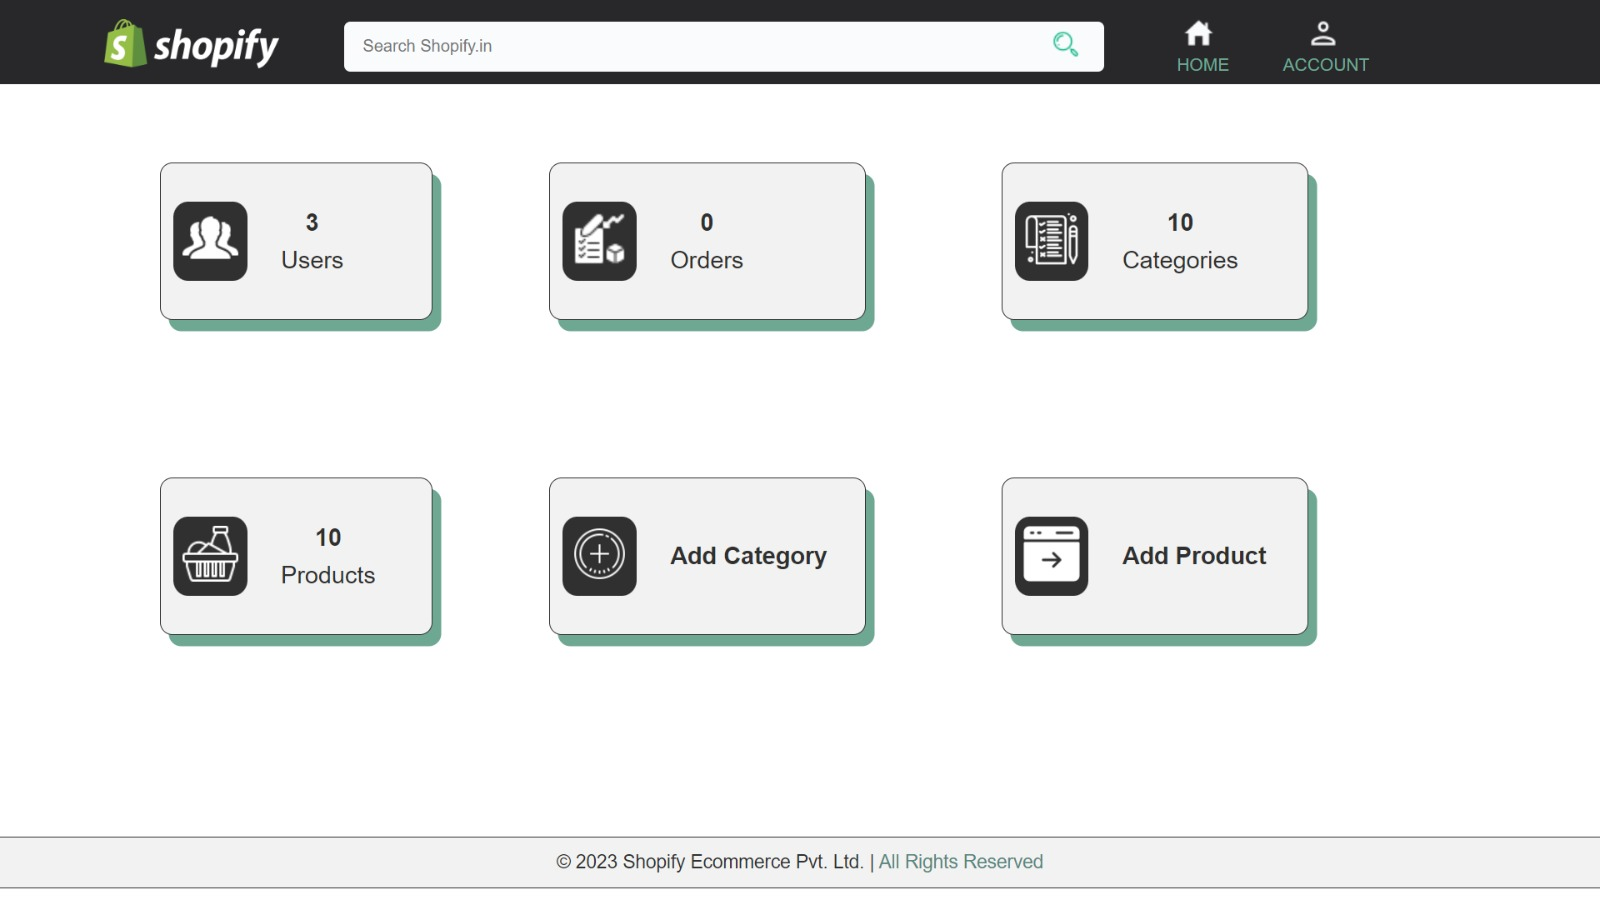 shopify
Search Shopify.in
HOME
ACCOUNT
3
Users
0
Orders
10
Categories
10
Products
Add Category
Add Product
© 2023 Shopify Ecommerce Pvt. Ltd. | All Rights Reserved